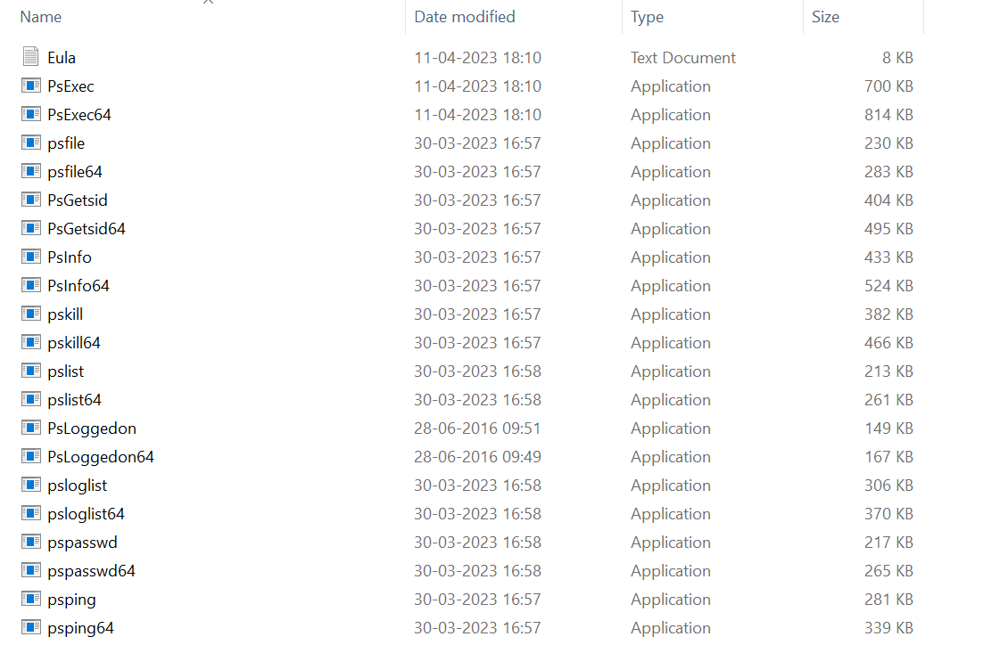 Name Date modified Type Size
Eula 11-04-2023 18:10 Text Document 8 KB
PsExec 11-04-2023 18:10 Application 700 KB
PsExec64 11-04-2023 18:10 Application 814 KB
psfile 30-03-2023 16:57 Application 230 KB
psfile64 30-03-2023 16:57 Application 283 KB
PsGetsid 30-03-2023 16:57 Application 404 KB
PsGetsid64 30-03-2023 16:57 Application 495 KB
PsInfo 30-03-2023 16:57 Application 433 KB
PsInfo64 30-03-2023 16:57 Application 524 KB
pskill 30-03-2023 16:57 Application 382 KB
pskill64 30-03-2023 16:57 Application 466 KB
pslist 30-03-2023 16:58 Application 213 KB
pslist64 30-03-2023 16:58 Application 261 KB
PsLoggedon 28-06-2016 09:51 Application 149 KB
PsLoggedon64 28-06-2016 09:49 Application 167 KB
psloglist 30-03-2023 16:58 Application 306 KB
psloglist64 30-03-2023 16:58 Application 370 KB
pspasswd 30-03-2023 16:58 Application 217 KB
pspasswd64 30-03-2023 16:58 Application 265 KB
psping 30-03-2023 16:57 Application 281 KB
psping64 30-03-2023 16:57 Application 339 KB